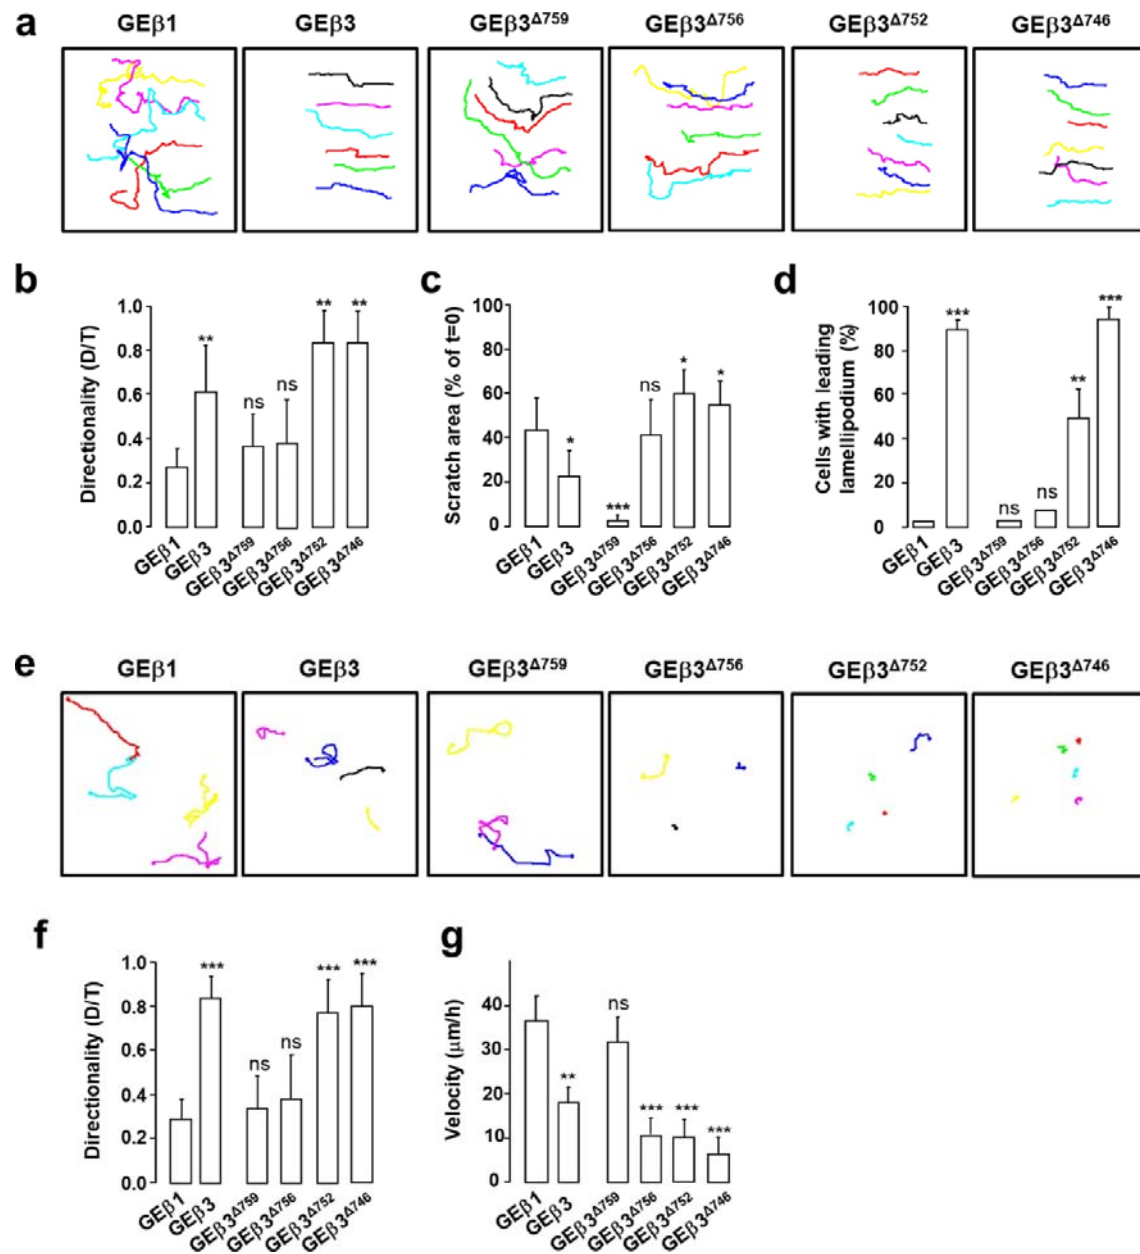 a GEβ1 GEβ3 GEβ3Δ759 GEβ3Δ756 GEβ3Δ752 GEβ3Δ746
b
Directionality (D/T)
1.0
0.8
0.6
0.4
0.2
0.0
** ns ns ** **
GEβ1 GEβ3 GEβ3Δ759 GEβ3Δ756 GEβ3Δ752 GEβ3Δ746
c
Scratch area (% of t=0)
100
80
60
40
20
0
* *** ns * *
GEβ1 GEβ3 GEβ3Δ759 GEβ3Δ756 GEβ3Δ752 GEβ3Δ746
d
Cells with leading
lamellipodium (%)
100
80
60
40
20
0
*** ns ns ** ***
GEβ1 GEβ3 GEβ3Δ759 GEβ3Δ756 GEβ3Δ752 GEβ3Δ746
e GEβ1 GEβ3 GEβ3Δ759 GEβ3Δ756 GEβ3Δ752 GEβ3Δ746
f
Directionality (D/T)
1.0
0.8
0.6
0.4
0.2
0.0
*** ns ns *** ***
GEβ1 GEβ3 GEβ3Δ759 GEβ3Δ756 GEβ3Δ752 GEβ3Δ746
g
Velocity (μm/h)
40
30
20
10
0
** ns *** *** ***
GEβ1 GEβ3 GEβ3Δ759 GEβ3Δ756 GEβ3Δ752 GEβ3Δ746